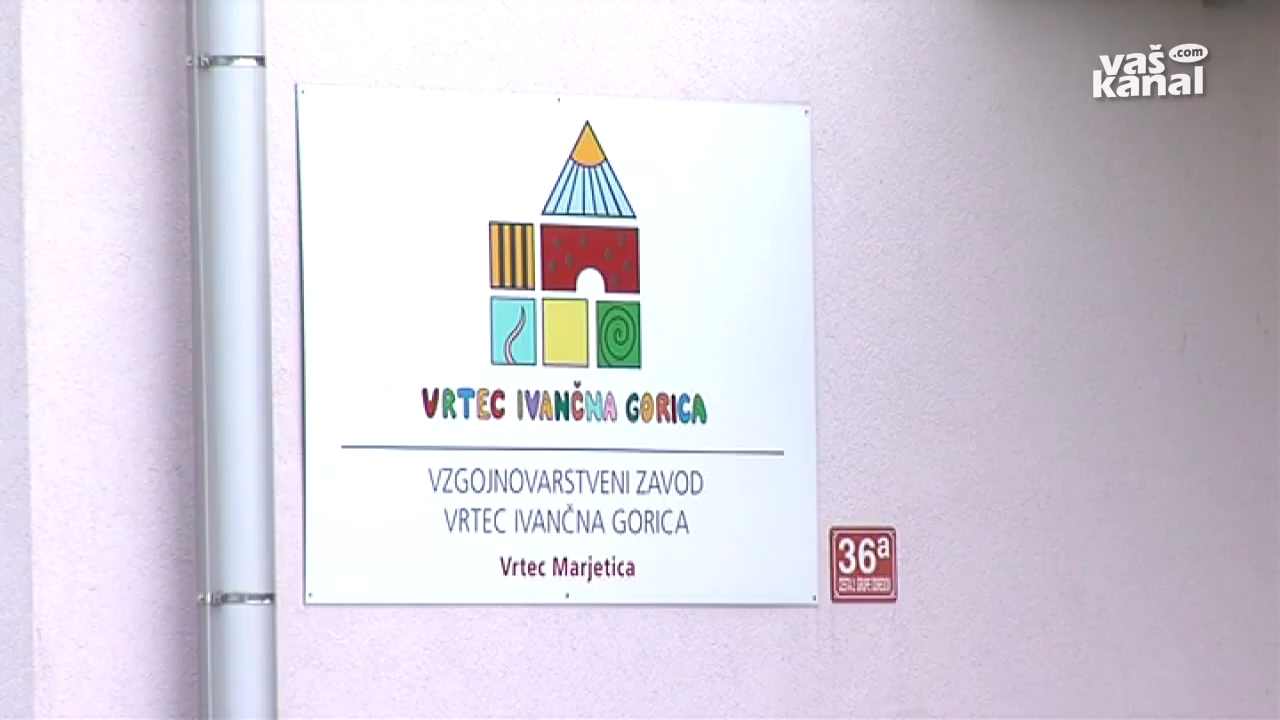 vaš
.com
kanal
VRTEC IVANČNA GORICA
VZGOJNOVARSTVENI ZAVOD
VRTEC IVANČNA GORICA
Vrtec Marjetica
36a